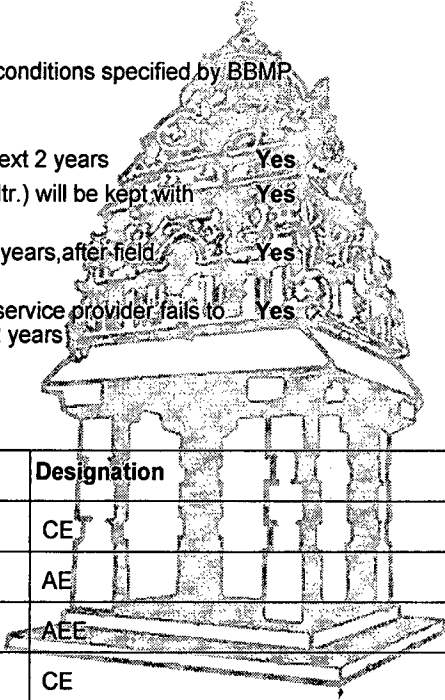 conditions specified by BBMP
ext 2 years Yes
ltr.) will be kept with Yes
years,after field Yes
service provider fails to Yes
years
Designation
CE
AE
AEE
CE